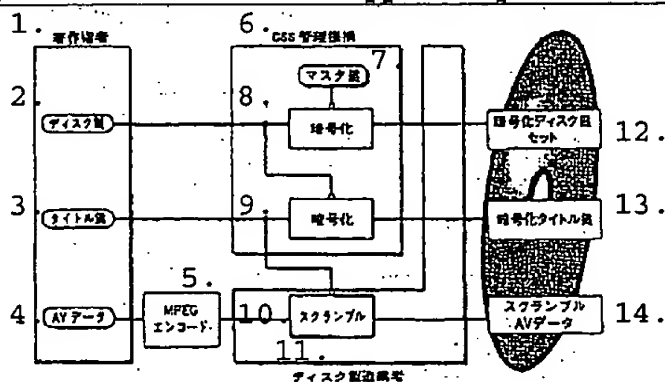 1. 著作権者
6. CSS 管理機構
7. マスタ鍵
2. ディスク鍵
8. 暗号化
暗号化ディスク鍵
セット
12.
3. タイトル鍵
9. 暗号化
暗号化タイトル鍵
13.
5.
4. AVデータ
MPEG
エンコード
10. スクランブル
スクランブル
AVデータ
14.
11.
ディスク製造業者